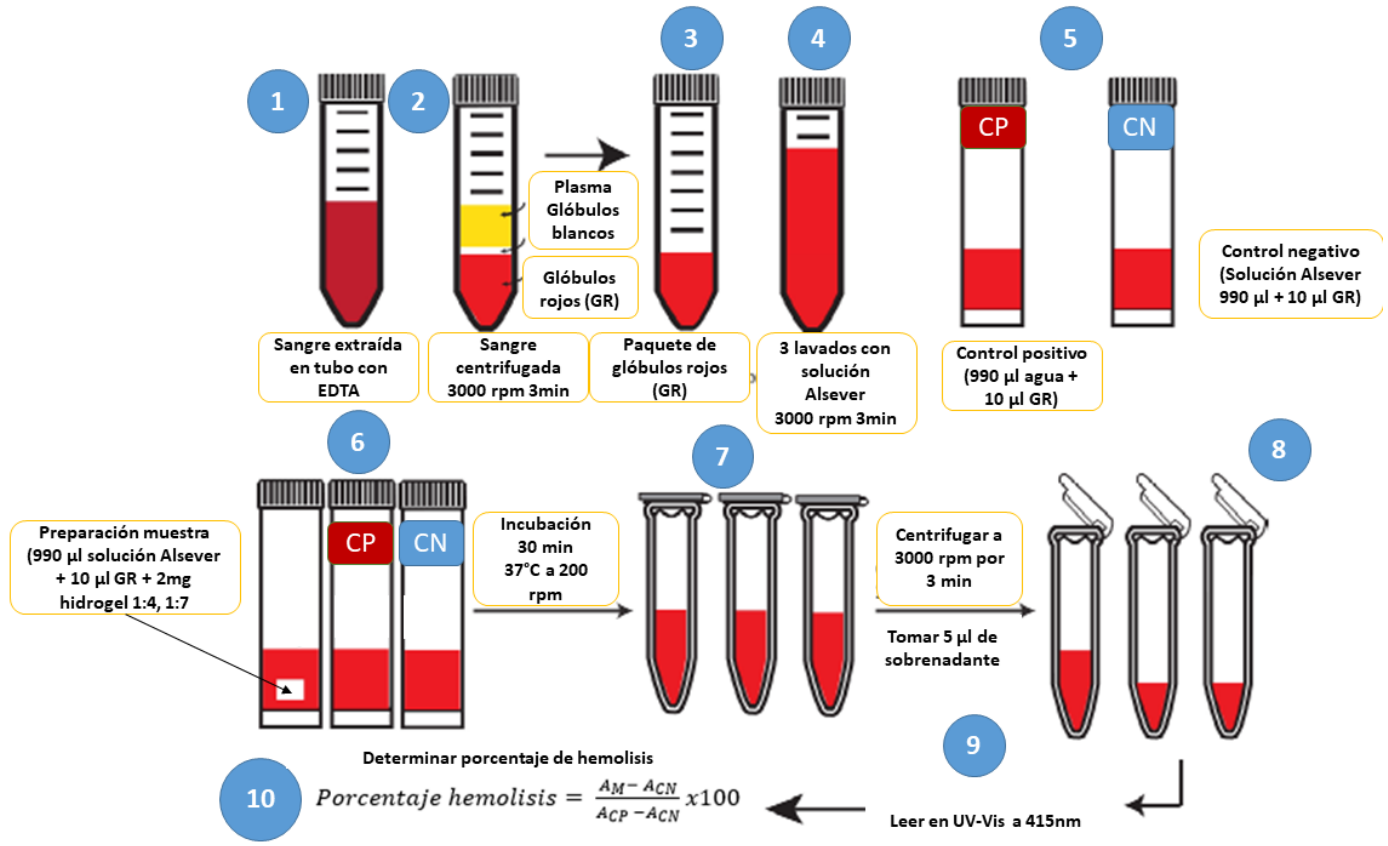 1
2
3
4
5
CP
CN
Plasma
Glóbulos
blancos
Glóbulos
rojos (GR)
Control negativo
(Solución Alsever
990 µl + 10 µl GR)
Sangre extraída
en tubo con
EDTA
Sangre
centrifugada
3000 rpm 3min
Paquete de
glóbulos rojos
(GR)
3 lavados con
solución
Alsever
3000 rpm 3min
Control positivo
(990 µl agua +
10 µl GR)
6
7
8
Preparación muestra
(990 µl solución Alsever
+ 10 µl GR + 2mg
hidrogel 1:4, 1:7
CP
CN
Incubación
30 min
37°C a 200
rpm
Centrifugar a
3000 rpm por
3 min
Tomar 5 µl de
sobrenadante
9
Leer en UV-Vis a 415nm
10
Determinar porcentaje de hemolisis
Porcentaje hemolisis = (A_M − A_CN)/(A_CP − A_CN) x100